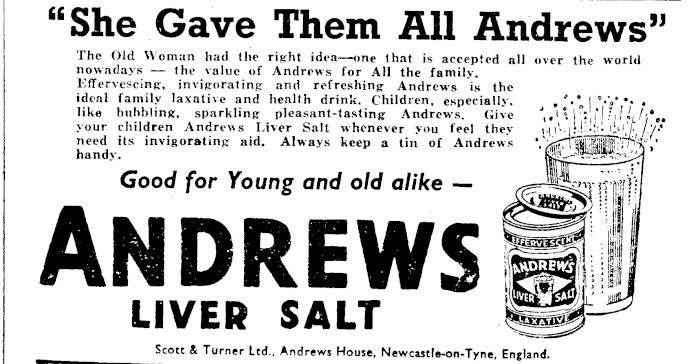 "She Gave Them All Andrews"
The Old Woman had the right idea—one that is accepted all over the world
nowadays — the value of Andrews for All the family.
Effervescing, invigorating and refreshing Andrews is the
ideal family laxative and health drink. Children, especially,
like bubbling, sparkling pleasant-tasting Andrews. Give
your children Andrews Liver Salt whenever you feel they
need its invigorating aid. Always keep a tin of Andrews
handy.
Good for Young and old alike —
ANDREWS
LIVER SALT
EFFERVESCENT
ANDREWS
LIVER SALT
LAXATIVE
Scott & Turner Ltd., Andrews House, Newcastle-on-Tyne, England.